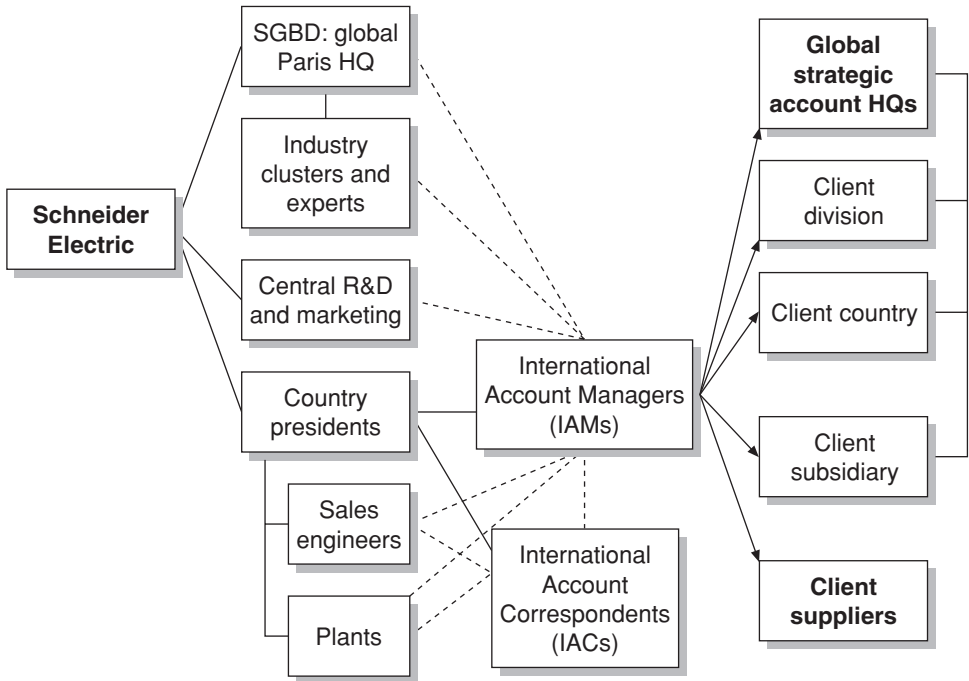 Schneider
Electric
SGBD: global
Paris HQ
Industry
clusters and
experts
Central R&D
and marketing
Country
presidents
Sales
engineers
Plants
International
Account Managers
(IAMs)
International
Account
Correspondents
(IACs)
Global
strategic
account HQs
Client
division
Client country
Client
subsidiary
Client
suppliers